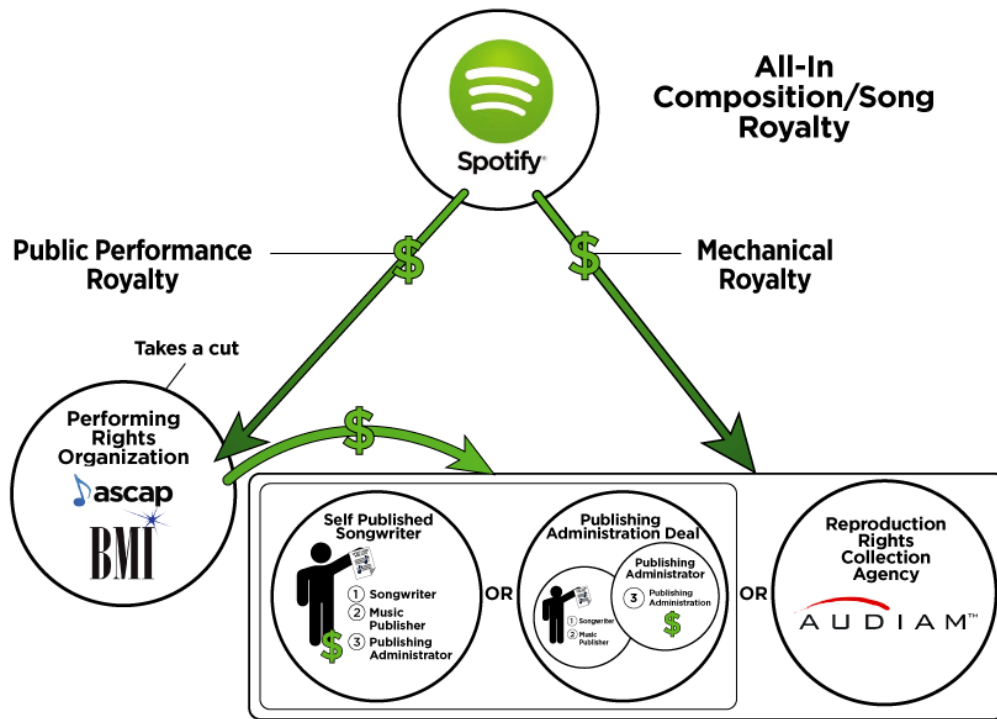 Spotify®
All-In
Composition/Song
Royalty
Public Performance
Royalty
$
$
Mechanical
Royalty
Takes a cut
Performing
Rights
Organization
ascap
BMI
$
Self Published
Songwriter
1 Songwriter
2 Music
Publisher
3 Publishing
Administrator
$
OR
Publishing
Administration Deal
1 Songwriter
2 Music
Publisher
Publishing
Administrator
3 Publishing
Administration
$
OR
Reproduction
Rights
Collection
Agency
AUDIAM™